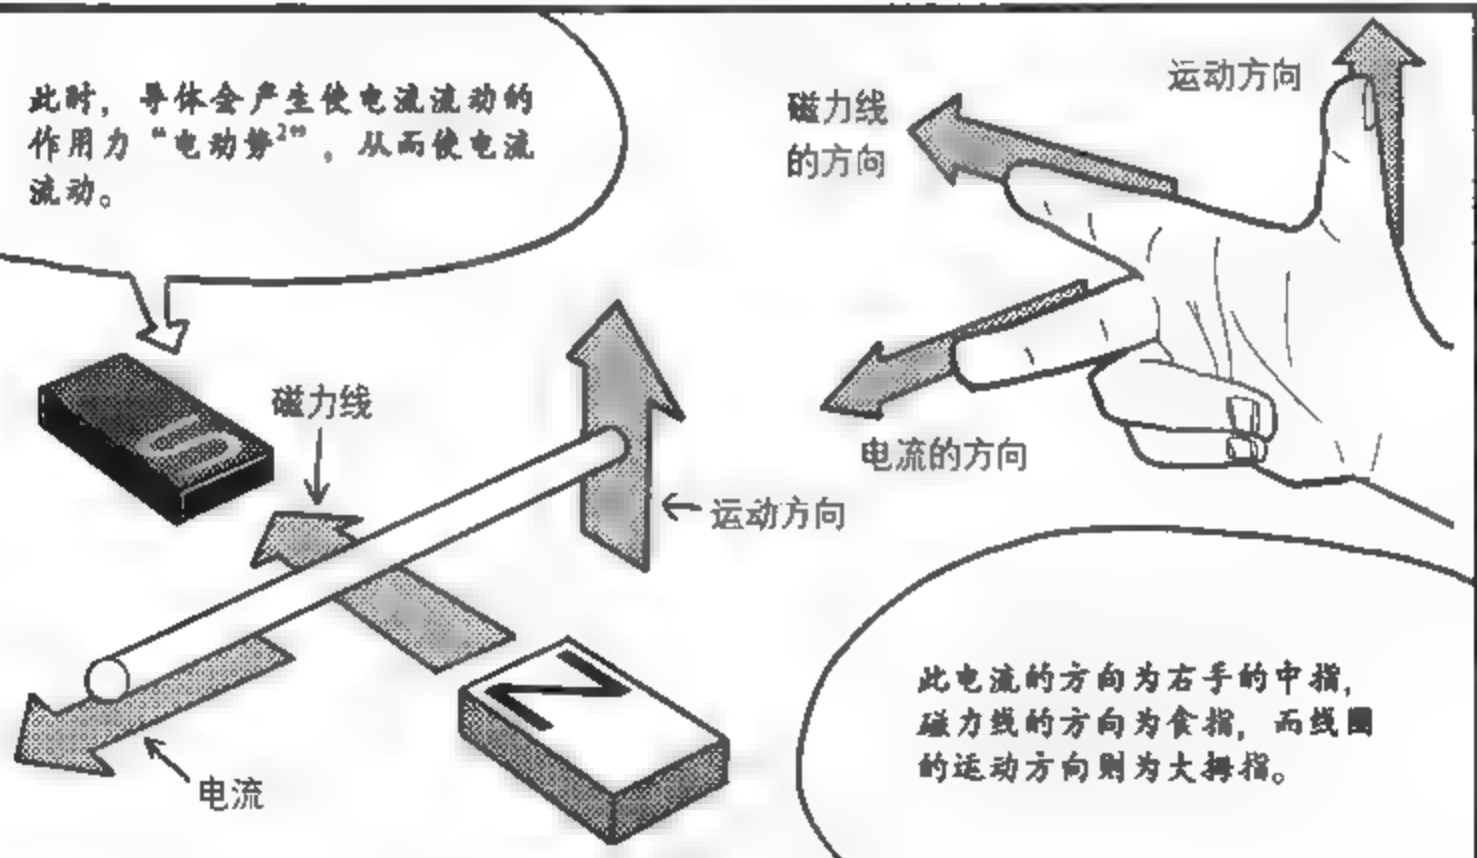 此时，导体会产生使电流流动的
作用力“电动势²”。从而使电流
流动。
运动方向
磁力线
的方向
电流的方向
S
磁力线
运动方向
N
电流
此电流的方向为右手的中指，
磁力线的方向为食指，而线圈
的运动方向则为大拇指。